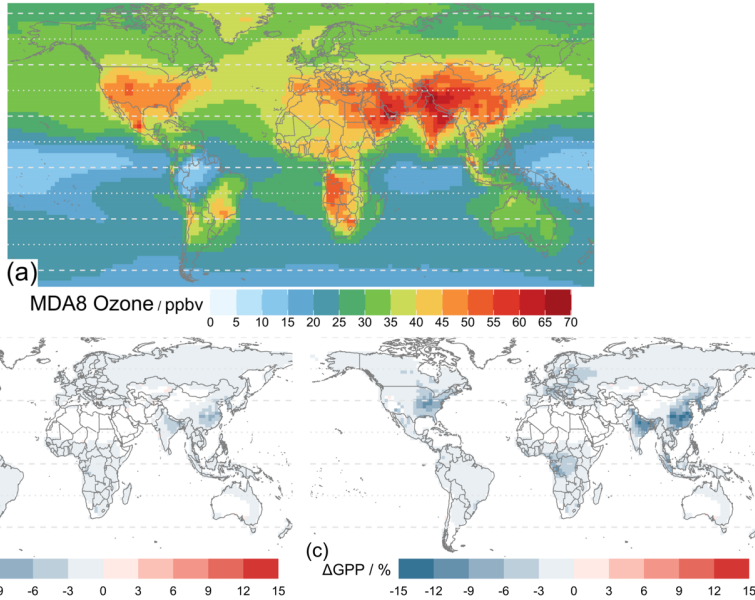 (a)
MDA8 Ozone / ppbv
0 5 10 15 20 25 30 35 40 45 50 55 60 65 70
(c)
ΔGPP / %
-9 -6 -3 0 3 6 9 12 15
-15 -12 -9 -6 -3 0 3 6 9 12 15